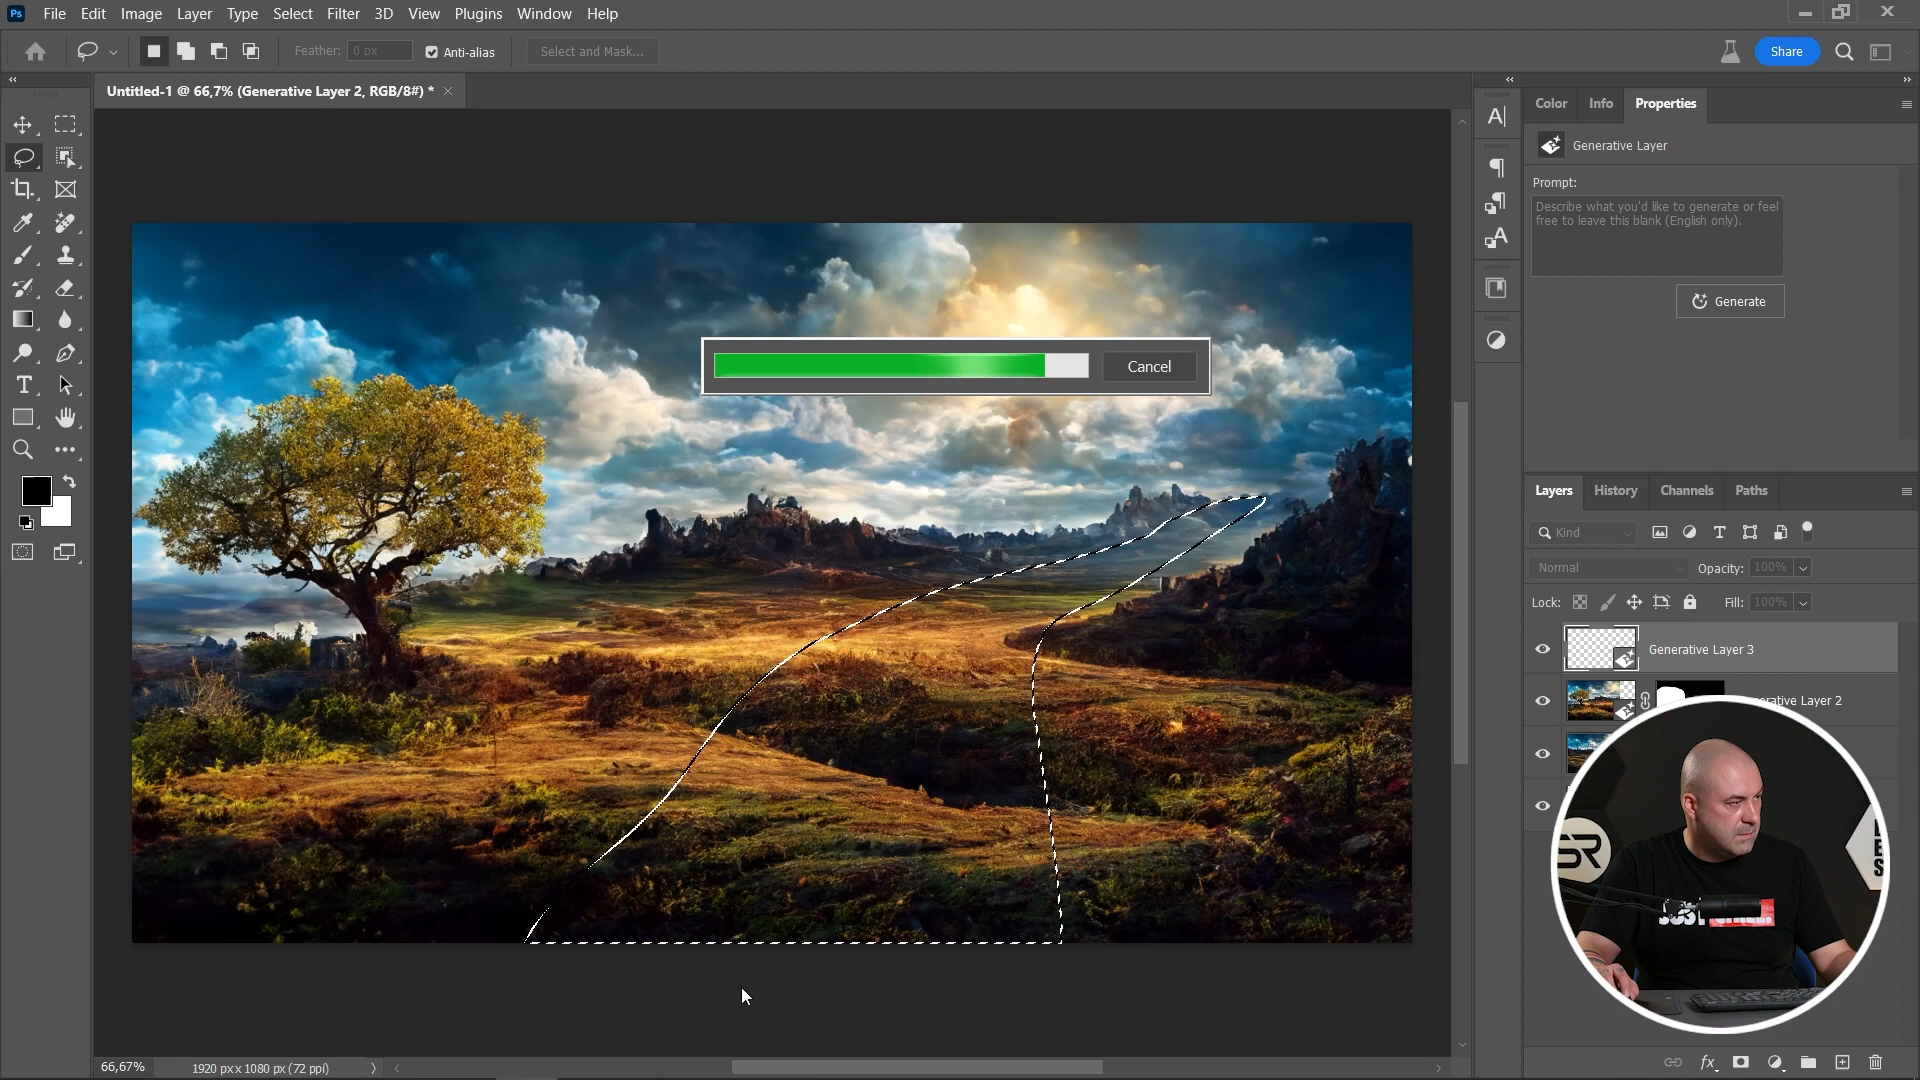 Ps File Edit Image Layer Type Select Filter 3D View Plugins Window Help
Feather: 0 px Anti-alias Select and Mask... Share
Untitled-1 @ 66,7% (Generative Layer 2, RGB/8#) *
Color Info Properties
Generative Layer
Prompt:
Describe what you'd like to generate or feel
free to leave this blank (English only).
Generate
Cancel
Layers History Channels Paths
Kind
Normal Opacity: 100%
Lock: Fill: 100%
Generative Layer 3
erative Layer 2
SR
66,67% 1920 px x 1080 px (72 ppi)
fx